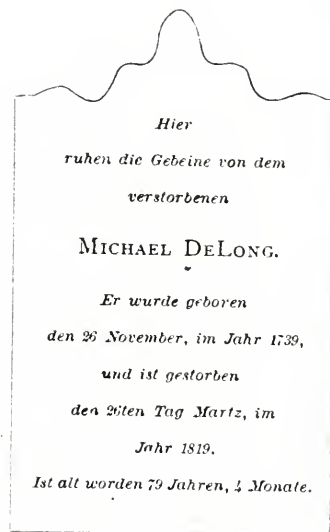 Hier
ruhen die Gebeine von dem
verstorbenen
MICHAEL DELONG.
Er wurde geboren
den 26 November, im Jahr 1739,
und ist gestorben
den 26ten Tag Martz, im
Jahr 1819.
Ist alt worden 79 Jahren, 4 Monate.